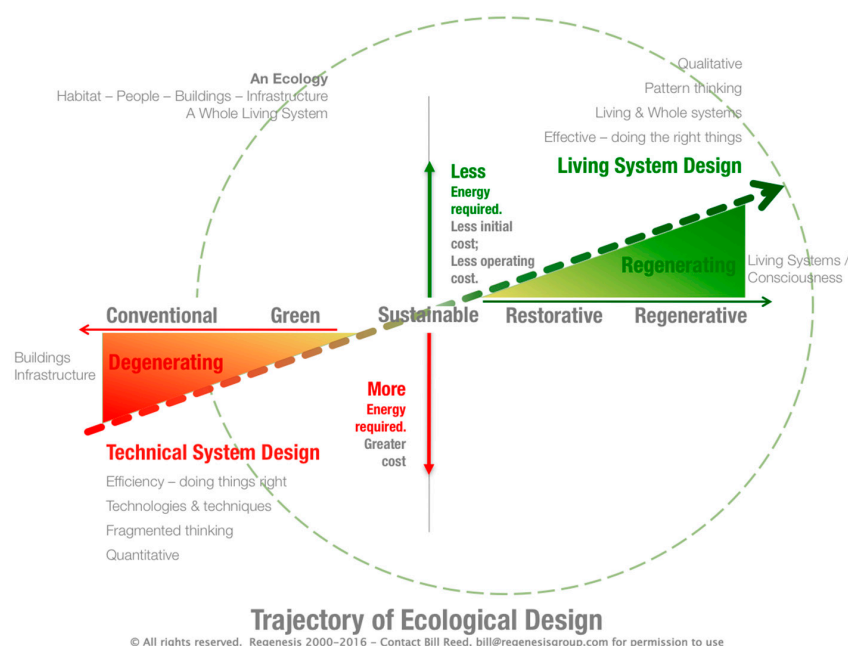 An Ecology
Habitat – People – Buildings – Infrastructure
A Whole Living System
Qualitative
Pattern thinking
Living & Whole systems
Effective – doing the right things
Living System Design
Less
Energy
required.
Less initial
cost;
Less operating
cost.
Regenerating
Living Systems /
Consciousness
Conventional
Green
Sustainable
Restorative
Regenerative
Buildings
Infrastructure
Degenerating
More
Energy
required.
Greater
cost
Technical System Design
Efficiency – doing things right
Technologies & techniques
Fragmented thinking
Quantitative
Trajectory of Ecological Design
© All rights reserved. Regenesis 2000-2016 – Contact Bill Reed, bill@regenesisgroup.com for permission to use